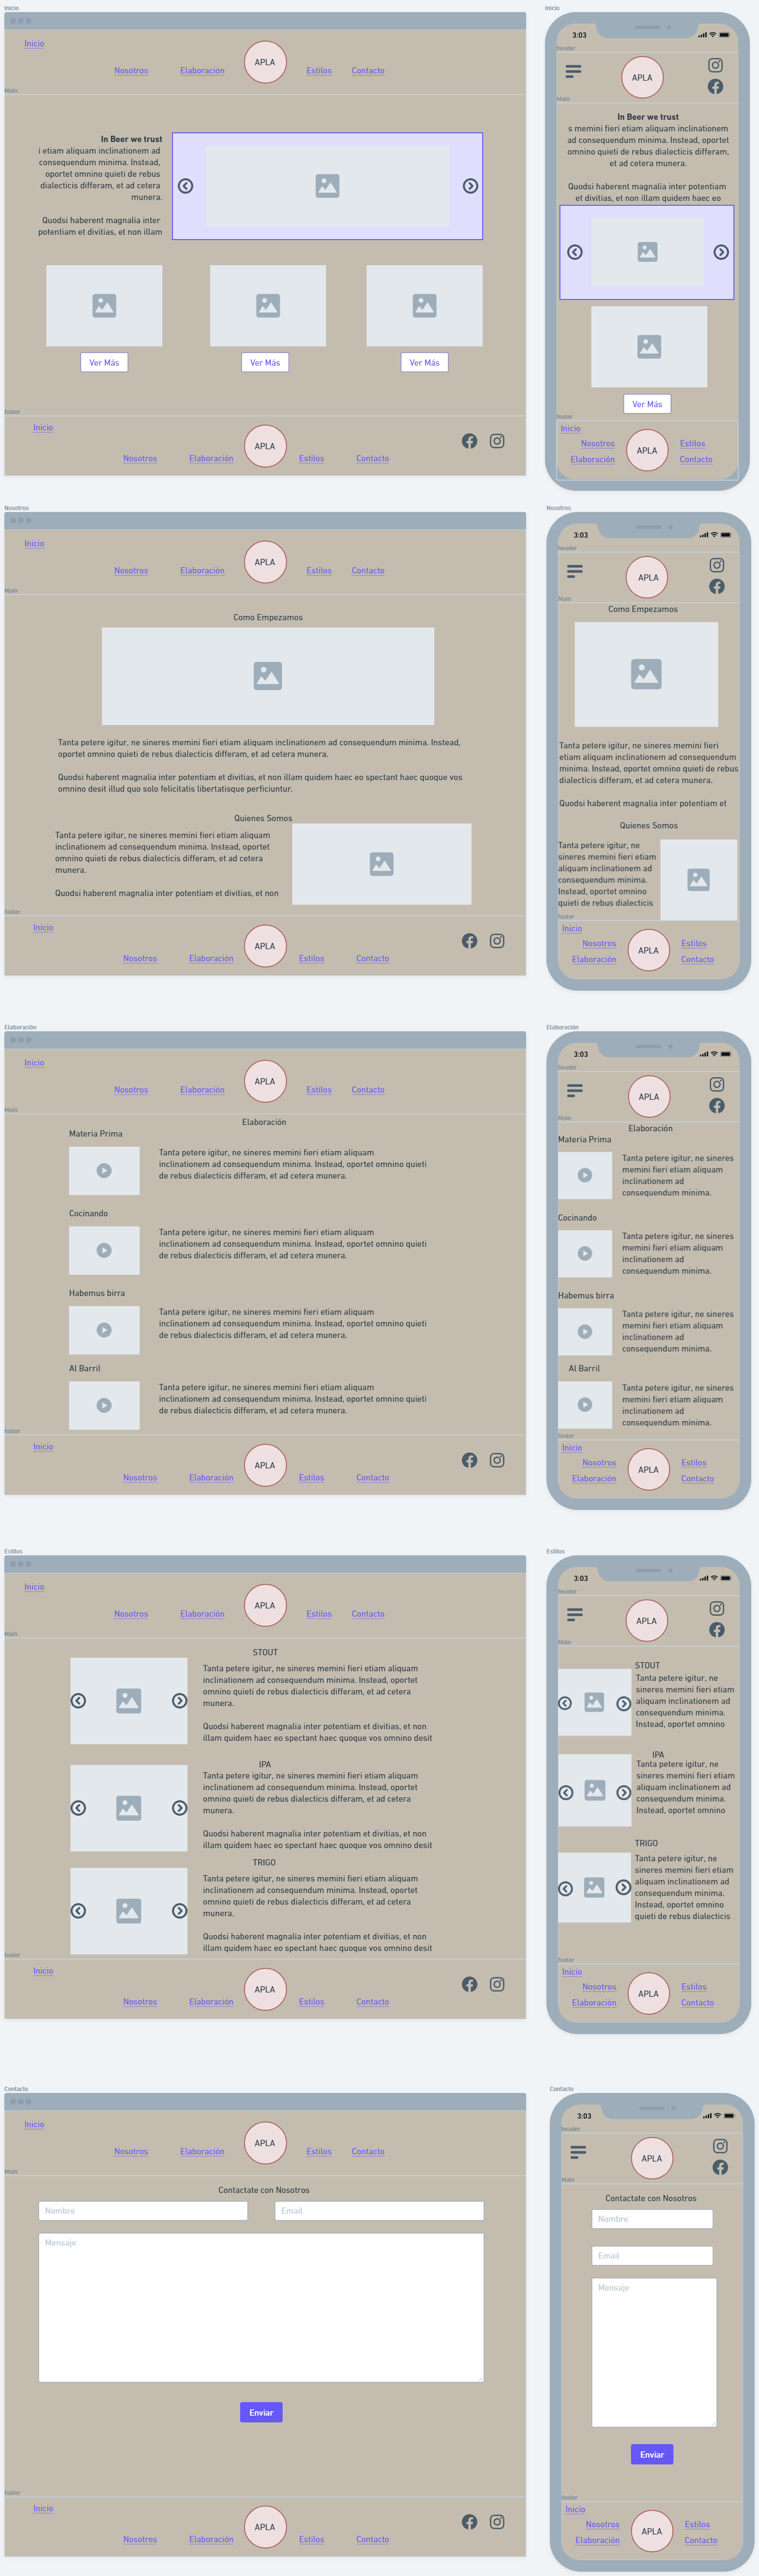 Inicio
Inicio
Nosotros
Elaboración
APLA
Estilos
Contacto
Main
In Beer we trust
i etiam aliquam inclinationem ad
consequendum minima. Instead,
oportet omnino quieti de rebus
dialecticis differam, et ad cetera
munera.
Quodsi haberent magnalia inter
potentiam et divitias, et non illam
Ver Más
Ver Más
Ver Más
footer
Inicio
Nosotros
Elaboración
APLA
Estilos
Contacto
Inicio
3:03
header
APLA
Main
In Beer we trust
s memini fieri etiam aliquam inclinationem
ad consequendum minima. Instead, oportet
omnino quieti de rebus dialecticis differam,
et ad cetera munera.
Quodsi haberent magnalia inter potentiam
et divitias, et non illam quidem haec eo
Ver Más
footer
Inicio
Nosotros
Elaboración
APLA
Estilos
Contacto
Nosotros
Inicio
Nosotros
Elaboración
APLA
Estilos
Contacto
Main
Como Empezamos
Tanta petere igitur, ne sineres memini fieri etiam aliquam inclinationem ad consequendum minima. Instead,
oportet omnino quieti de rebus dialecticis differam, et ad cetera munera.
Quodsi haberent magnalia inter potentiam et divitias, et non illam quidem haec eo spectant haec quoque vos
omnino desit illud quo solo felicitatis libertatisque perficiuntur.
Quienes Somos
Tanta petere igitur, ne sineres memini fieri etiam aliquam
inclinationem ad consequendum minima. Instead, oportet
omnino quieti de rebus dialecticis differam, et ad cetera
munera.
Quodsi haberent magnalia inter potentiam et divitias, et non
footer
Inicio
Nosotros
Elaboración
APLA
Estilos
Contacto
Nosotros
3:03
header
APLA
Main
Como Empezamos
Tanta petere igitur, ne sineres memini fieri
etiam aliquam inclinationem ad consequendum
minima. Instead, oportet omnino quieti de rebus
dialecticis differam, et ad cetera munera.
Quodsi haberent magnalia inter potentiam et
Quienes Somos
Tanta petere igitur, ne
sineres memini fieri etiam
aliquam inclinationem ad
consequendum minima.
Instead, oportet omnino
quieti de rebus dialecticis
footer
Inicio
Nosotros
Elaboración
APLA
Estilos
Contacto
Elaboración
Inicio
Nosotros
Elaboración
APLA
Estilos
Contacto
Main
Elaboración
Materia Prima
Tanta petere igitur, ne sineres memini fieri etiam aliquam
inclinationem ad consequendum minima. Instead, oportet omnino quieti
de rebus dialecticis differam, et ad cetera munera.
Cocinando
Tanta petere igitur, ne sineres memini fieri etiam aliquam
inclinationem ad consequendum minima. Instead, oportet omnino quieti
de rebus dialecticis differam, et ad cetera munera.
Habemus birra
Tanta petere igitur, ne sineres memini fieri etiam aliquam
inclinationem ad consequendum minima. Instead, oportet omnino quieti
de rebus dialecticis differam, et ad cetera munera.
Al Barril
Tanta petere igitur, ne sineres memini fieri etiam aliquam
inclinationem ad consequendum minima. Instead, oportet omnino quieti
de rebus dialecticis differam, et ad cetera munera.
footer
Inicio
Nosotros
Elaboración
APLA
Estilos
Contacto
Elaboración
3:03
header
APLA
Main
Elaboración
Materia Prima
Tanta petere igitur, ne sineres
memini fieri etiam aliquam
inclinationem ad
consequendum minima.
Cocinando
Tanta petere igitur, ne sineres
memini fieri etiam aliquam
inclinationem ad
consequendum minima.
Habemus birra
Tanta petere igitur, ne sineres
memini fieri etiam aliquam
inclinationem ad
consequendum minima.
Al Barril
Tanta petere igitur, ne sineres
memini fieri etiam aliquam
inclinationem ad
consequendum minima.
footer
Inicio
Nosotros
Elaboración
APLA
Estilos
Contacto
Estilos
Inicio
Nosotros
Elaboración
APLA
Estilos
Contacto
Main
STOUT
Tanta petere igitur, ne sineres memini fieri etiam aliquam
inclinationem ad consequendum minima. Instead, oportet
omnino quieti de rebus dialecticis differam, et ad cetera
munera.
Quodsi haberent magnalia inter potentiam et divitias, et non
illam quidem haec eo spectant haec quoque vos omnino desit
IPA
Tanta petere igitur, ne sineres memini fieri etiam aliquam
inclinationem ad consequendum minima. Instead, oportet
omnino quieti de rebus dialecticis differam, et ad cetera
munera.
Quodsi haberent magnalia inter potentiam et divitias, et non
illam quidem haec eo spectant haec quoque vos omnino desit
TRIGO
Tanta petere igitur, ne sineres memini fieri etiam aliquam
inclinationem ad consequendum minima. Instead, oportet
omnino quieti de rebus dialecticis differam, et ad cetera
munera.
Quodsi haberent magnalia inter potentiam et divitias, et non
illam quidem haec eo spectant haec quoque vos omnino desit
footer
Inicio
Nosotros
Elaboración
APLA
Estilos
Contacto
Estilos
3:03
header
APLA
Main
STOUT
Tanta petere igitur, ne
sineres memini fieri etiam
aliquam inclinationem ad
consequendum minima.
Instead, oportet omnino
IPA
Tanta petere igitur, ne
sineres memini fieri etiam
aliquam inclinationem ad
consequendum minima.
Instead, oportet omnino
TRIGO
Tanta petere igitur, ne
sineres memini fieri etiam
aliquam inclinationem ad
consequendum minima.
Instead, oportet omnino
quieti de rebus dialecticis
footer
Inicio
Nosotros
Elaboración
APLA
Estilos
Contacto
Contacto
Inicio
Nosotros
Elaboración
APLA
Estilos
Contacto
Main
Contactate con Nosotros
Nombre
Email
Mensaje
Enviar
footer
Inicio
Nosotros
Elaboración
APLA
Estilos
Contacto
Contacto
3:03
header
APLA
Main
Contactate con Nosotros
Nombre
Email
Mensaje
Enviar
footer
Inicio
Nosotros
Elaboración
APLA
Estilos
Contacto